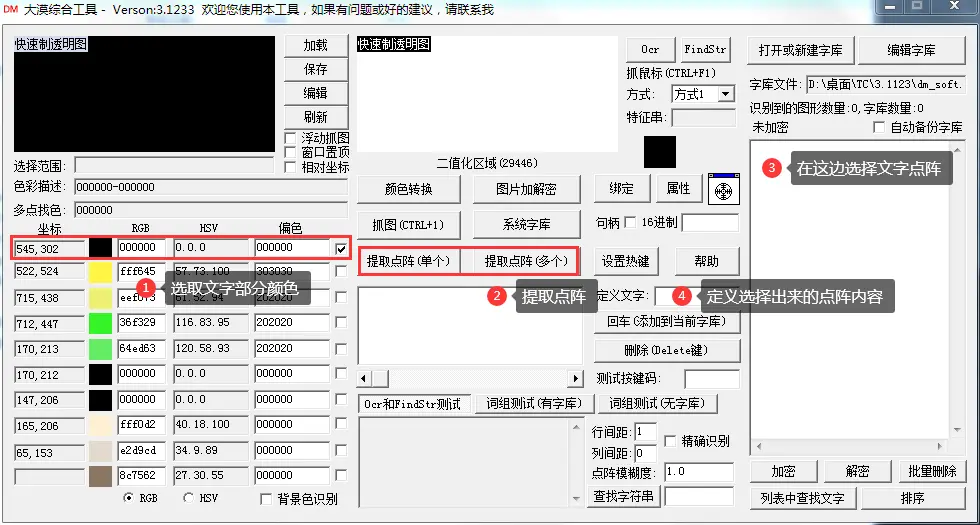 DM 大漠综合工具 - Verson:3.1233 欢迎您使用本工具，如果有问题或好的建议，请联系我
快速制透明图
加载
保存
编辑
刷新
浮动抓图
窗口置顶
相对坐标
选择范围:
色彩描述: 000000-000000
多点找色: 000000
坐标 RGB HSV 偏色
545,302 000000 0.0.0 000000
522,524 fff645 57.73.100 303030
715,438 61.52.94
712,447 36f329 116.83.95 202020
170,213 64ed63 120.58.93 202020
170,212 000000 0.0.0 000000
147,206 000000 0.0.0 000000
165,206 fff0d2 40.18.100 000000
65,153 e2d9cd 34.9.89 000000
8c7562 27.30.55 000000
RGB HSV 背景色识别
1 选取文字部分颜色
快速制透明图
二值化区域(29446)
颜色转换 图片加解密
抓图(CTRL+1) 系统字库
提取点阵(单个) 提取点阵(多个)
2 提取点阵
Ocr和FindStr测试 词组测试(有字库) 词组测试(无字库)
Ocr FindStr
抓鼠标(CTRL+F1)
方式: 方式1
特征串:
绑定 属性
句柄 16进制
设置热键 帮助
定义文字:
4 定义选择出来的点阵内容
回车(添加到当前字库)
删除(Delete键)
测试按键码:
行间距: 1
列间距: 0
精确识别
点阵模糊度: 1.0
查找字符串
打开或新建字库 编辑字库
字库文件: D:\桌面\TC\3.1123\dm_soft.
识别到的图形数量:0,字库数量:0
未加密 自动备份字库
3 在这边选择文字点阵
加密 解密 批量删除
列表中查找文字 排序